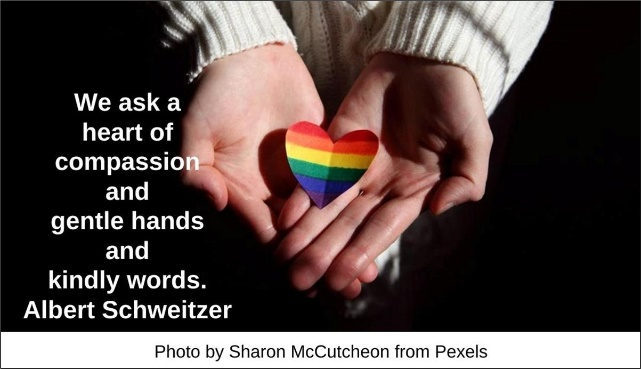 We ask a
heart of
compassion
and
gentle hands
and
kindly words.
Albert Schweitzer
Photo by Sharon McCutcheon from Pexels